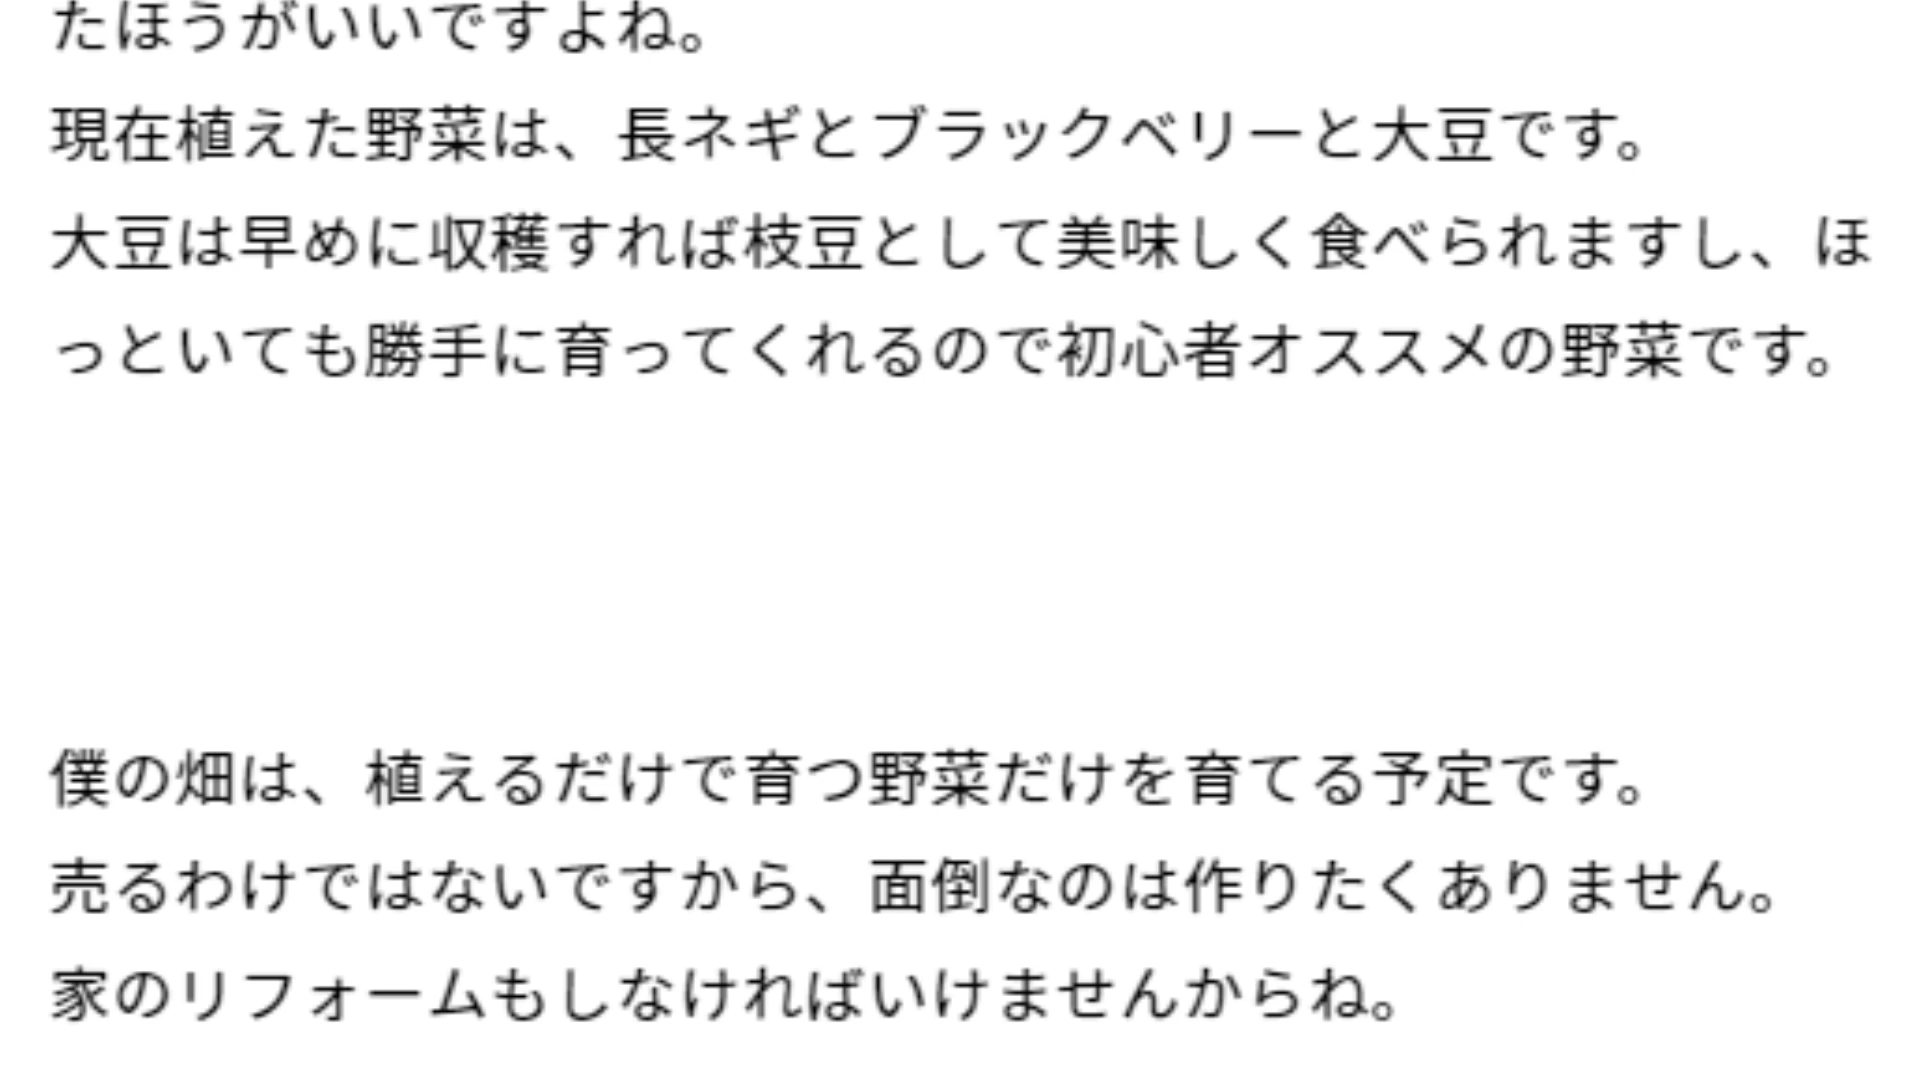 たほうがいいですよね。
現在植えた野菜は、長ネギとブラックベリーと大豆です。
大豆は早めに収穫すれば枝豆として美味しく食べられますし、ほ
っといても勝手に育ってくれるので初心者オススメの野菜です。
僕の畑は、植えるだけで育つ野菜だけを育てる予定です。
売るわけではないですから、面倒なのは作りたくありません。
家のリフォームもしなければいけませんからね。